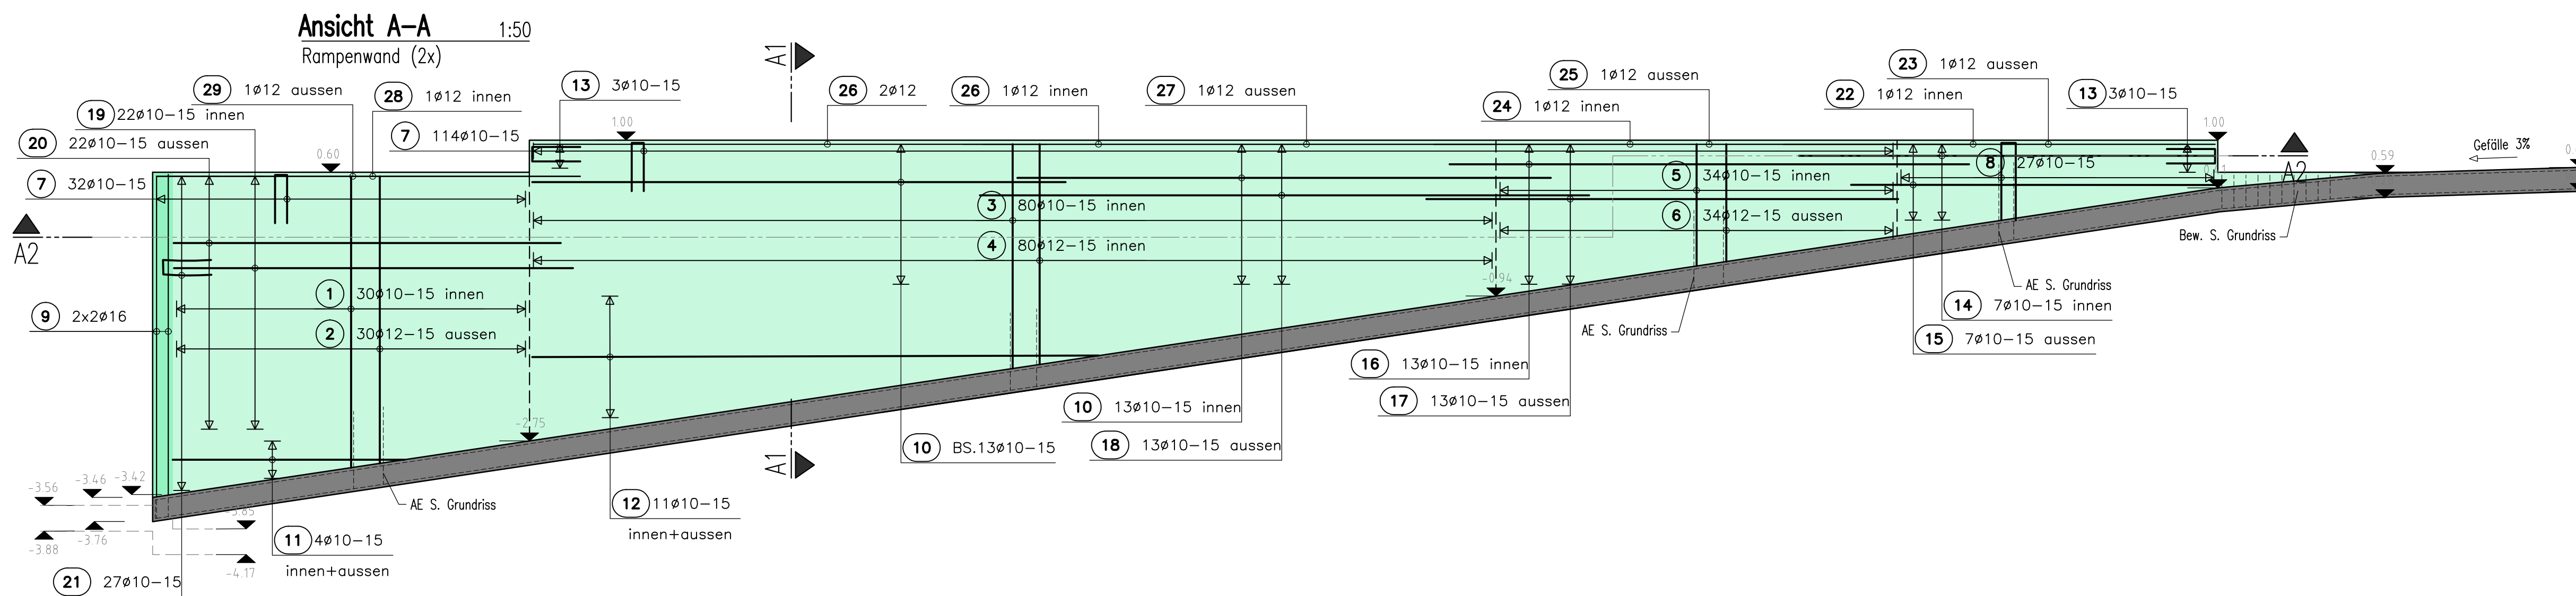 Ansicht A-A 1:50
Rampenwand (2x)
A1
29 1ø12 aussen
28 1ø12 innen
13 3ø10-15
26 2ø12
26 1ø12 innen
27 1ø12 aussen
25 1ø12 aussen
24 1ø12 innen
23 1ø12 aussen
22 1ø12 innen
13 3ø10-15
19 22ø10-15 innen
20 22ø10-15 aussen
7 114ø10-15
1.00
1.00
0.60
Gefälle 3%
0.59
7 32ø10-15
8 27ø10-15
A2
5 34ø10-15 innen
3 80ø10-15 innen
6 34ø12-15 aussen
A2
4 80ø12-15 innen
Bew. S. Grundriss
-0.94
AE S. Grundriss
1 30ø10-15 innen
14 7ø10-15 innen
9 2x2ø16
2 30ø12-15 aussen
AE S. Grundriss
15 7ø10-15 aussen
16 13ø10-15 innen
17 13ø10-15 aussen
10 13ø10-15 innen
-2.75
10 BS.13ø10-15
18 13ø10-15 aussen
A1
-3.56
-3.46
-3.42
AE S. Grundriss
12 11ø10-15
innen+aussen
-3.85
-3.88
-3.76
11 4ø10-15
innen+aussen
-4.17
21 27ø10-15